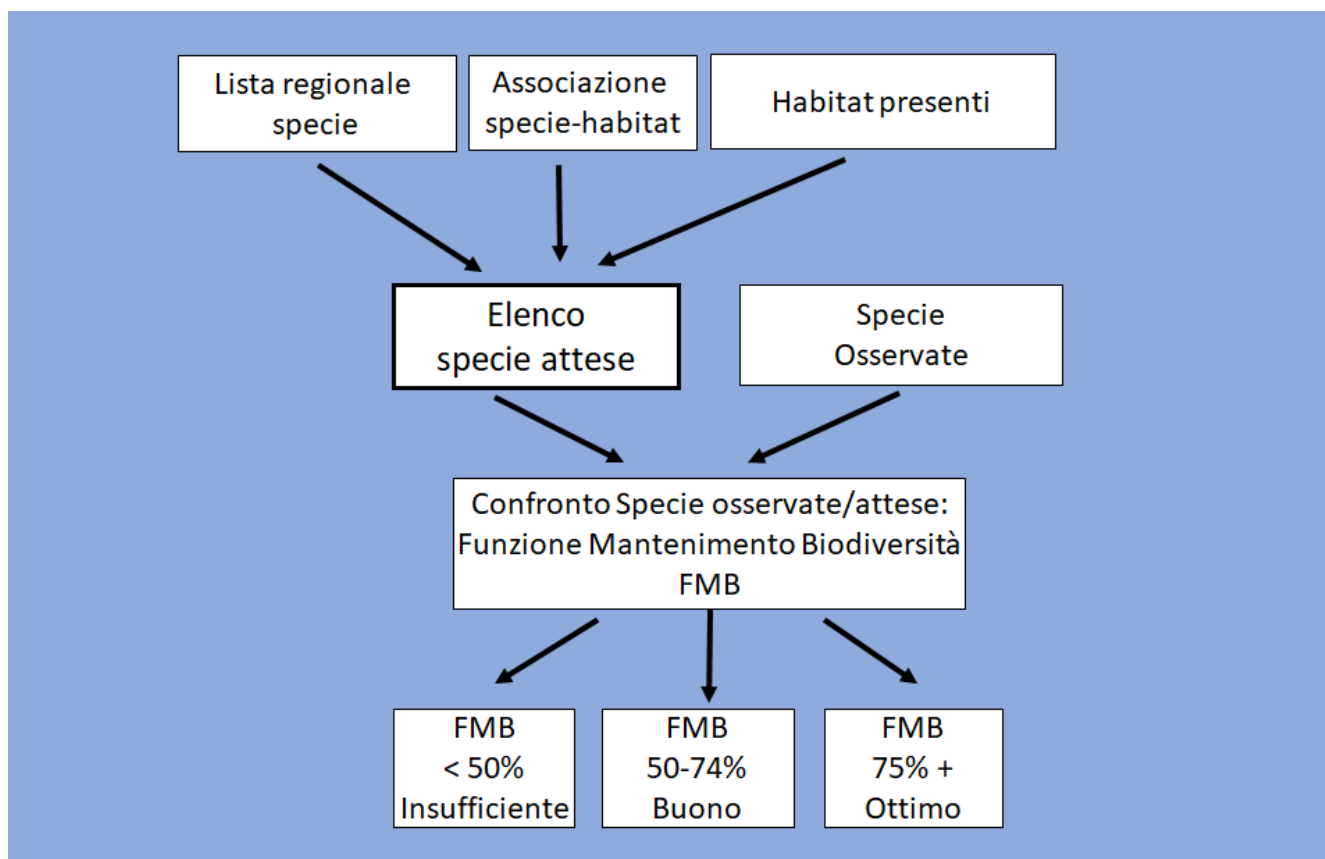 Lista regionale
specie
Associazione
specie-habitat
Habitat presenti
Elenco
specie attese
Specie
Osservate
Confronto Specie osservate/attese:
Funzione Mantenimento Biodiversità
FMB
FMB
< 50%
Insufficiente
FMB
50-74%
Buono
FMB
75% +
Ottimo